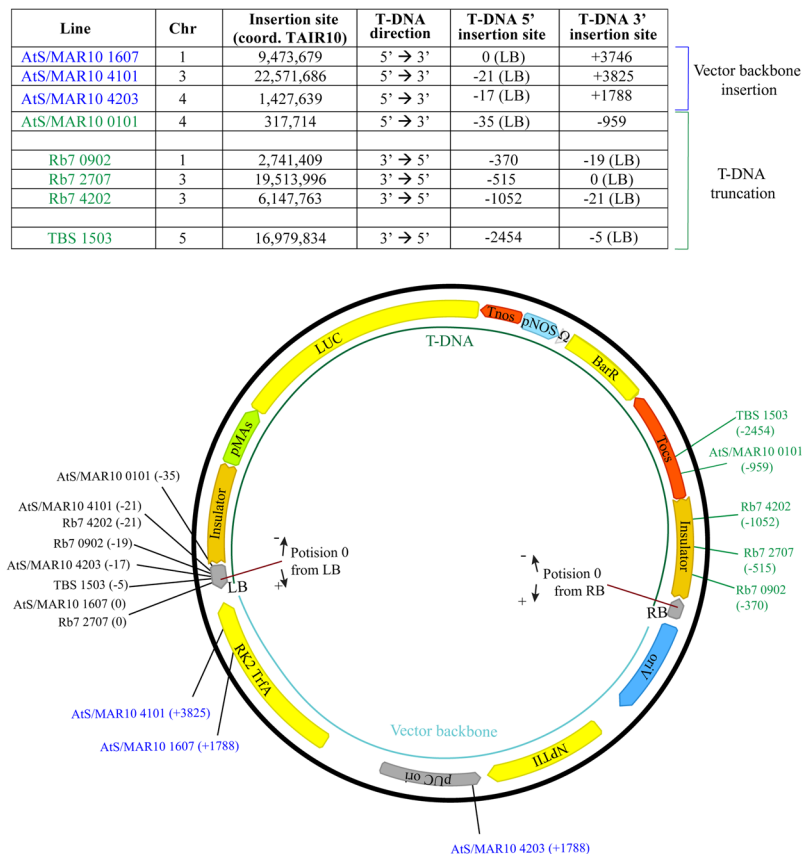 Line Chr Insertion site (coord. TAIR10) T-DNA direction T-DNA 5’ insertion site T-DNA 3’ insertion site
AtS/MAR10 1607 1 9,473,679 5’ → 3’ 0 (LB) +3746
AtS/MAR10 4101 3 22,571,686 5’ → 3’ -21 (LB) +3825
AtS/MAR10 4203 4 1,427,639 5’ → 3’ -17 (LB) +1788
AtS/MAR10 0101 4 317,714 5’ → 3’ -35 (LB) -959
Rb7 0902 1 2,741,409 3’ → 5’ -370 -19 (LB)
Rb7 2707 3 19,513,996 3’ → 5’ -515 0 (LB)
Rb7 4202 3 6,147,763 3’ → 5’ -1052 -21 (LB)
TBS 1503 5 16,979,834 3’ → 5’ -2454 -5 (LB)
Vector backbone
insertion
T-DNA
truncation
Tnos
pNOS
Ω
LUC
T-DNA
BarR
pMAs
Tocs
TBS 1503
(-2454)
AtS/MAR10 0101
(-959)
AtS/MAR10 0101 (-35)
Insulator
AtS/MAR10 4101 (-21)
Rb7 4202 (-21)
Rb7 0902 (-19)
AtS/MAR10 4203 (-17)
TBS 1503 (-5)
AtS/MAR10 1607 (0)
Rb7 2707 (0)
LB
-
Potision 0
from LB
+
-
Potision 0
from RB
+
Insulator
Rb7 4202
(-1052)
Rb7 2707
(-515)
Rb7 0902
(-370)
RB
oriV
RK2 TrfA
AtS/MAR10 4101 (+3825)
AtS/MAR10 1607 (+1788)
Vector backbone
NPTII
pUC ori
AtS/MAR10 4203 (+1788)